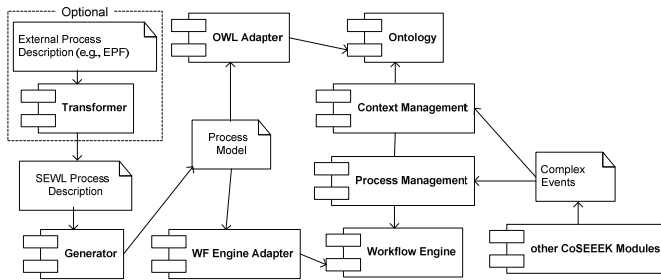 Optional
External Process
Description (e.g., EPF)
Transformer
SEWL Process
Description
Generator
OWL Adapter
Process
Model
WF Engine Adapter
Ontology
Context Management
Process Management
Workflow Engine
Complex
Events
other CoSEEEK Modules